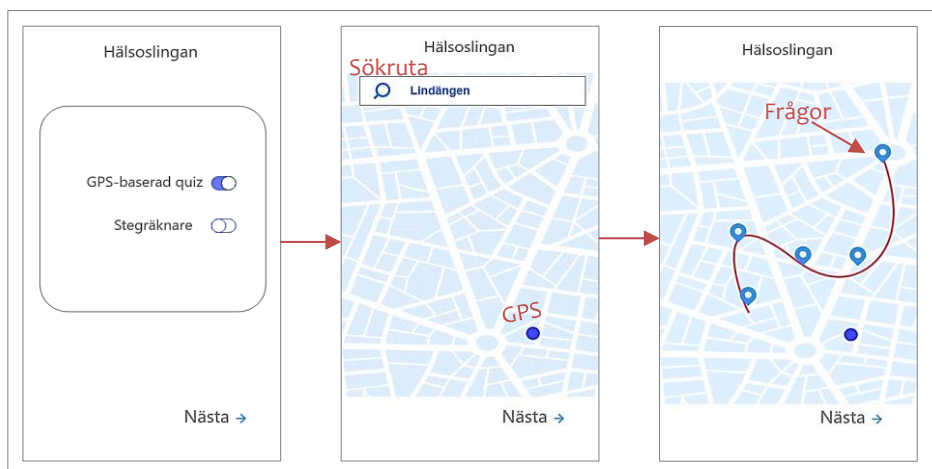 Hälsoslingan
GPS-baserad quiz
Stegräknare
Nästa →
Hälsoslingan
Sökruta
Lindängen
GPS
Nästa →
Hälsoslingan
Frågor
Nästa →